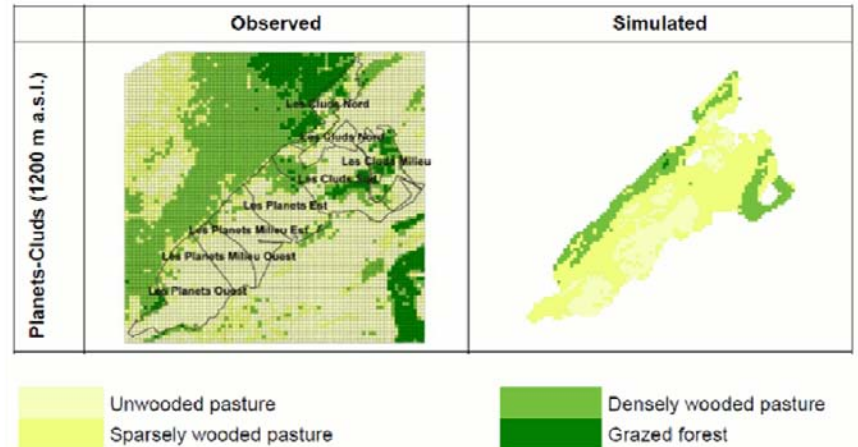 Observed
Simulated
Planets-Cluds (1200 m a.s.l.)
Les Cluds Nord
Les Cluds Nord
Les Cluds Milieu
Les Cluds Sud
Les Planets Est
Les Planets Milieu Est
Les Planets Milieu Ouest
Les Planets Ouest
Unwooded pasture
Densely wooded pasture
Sparsely wooded pasture
Grazed forest